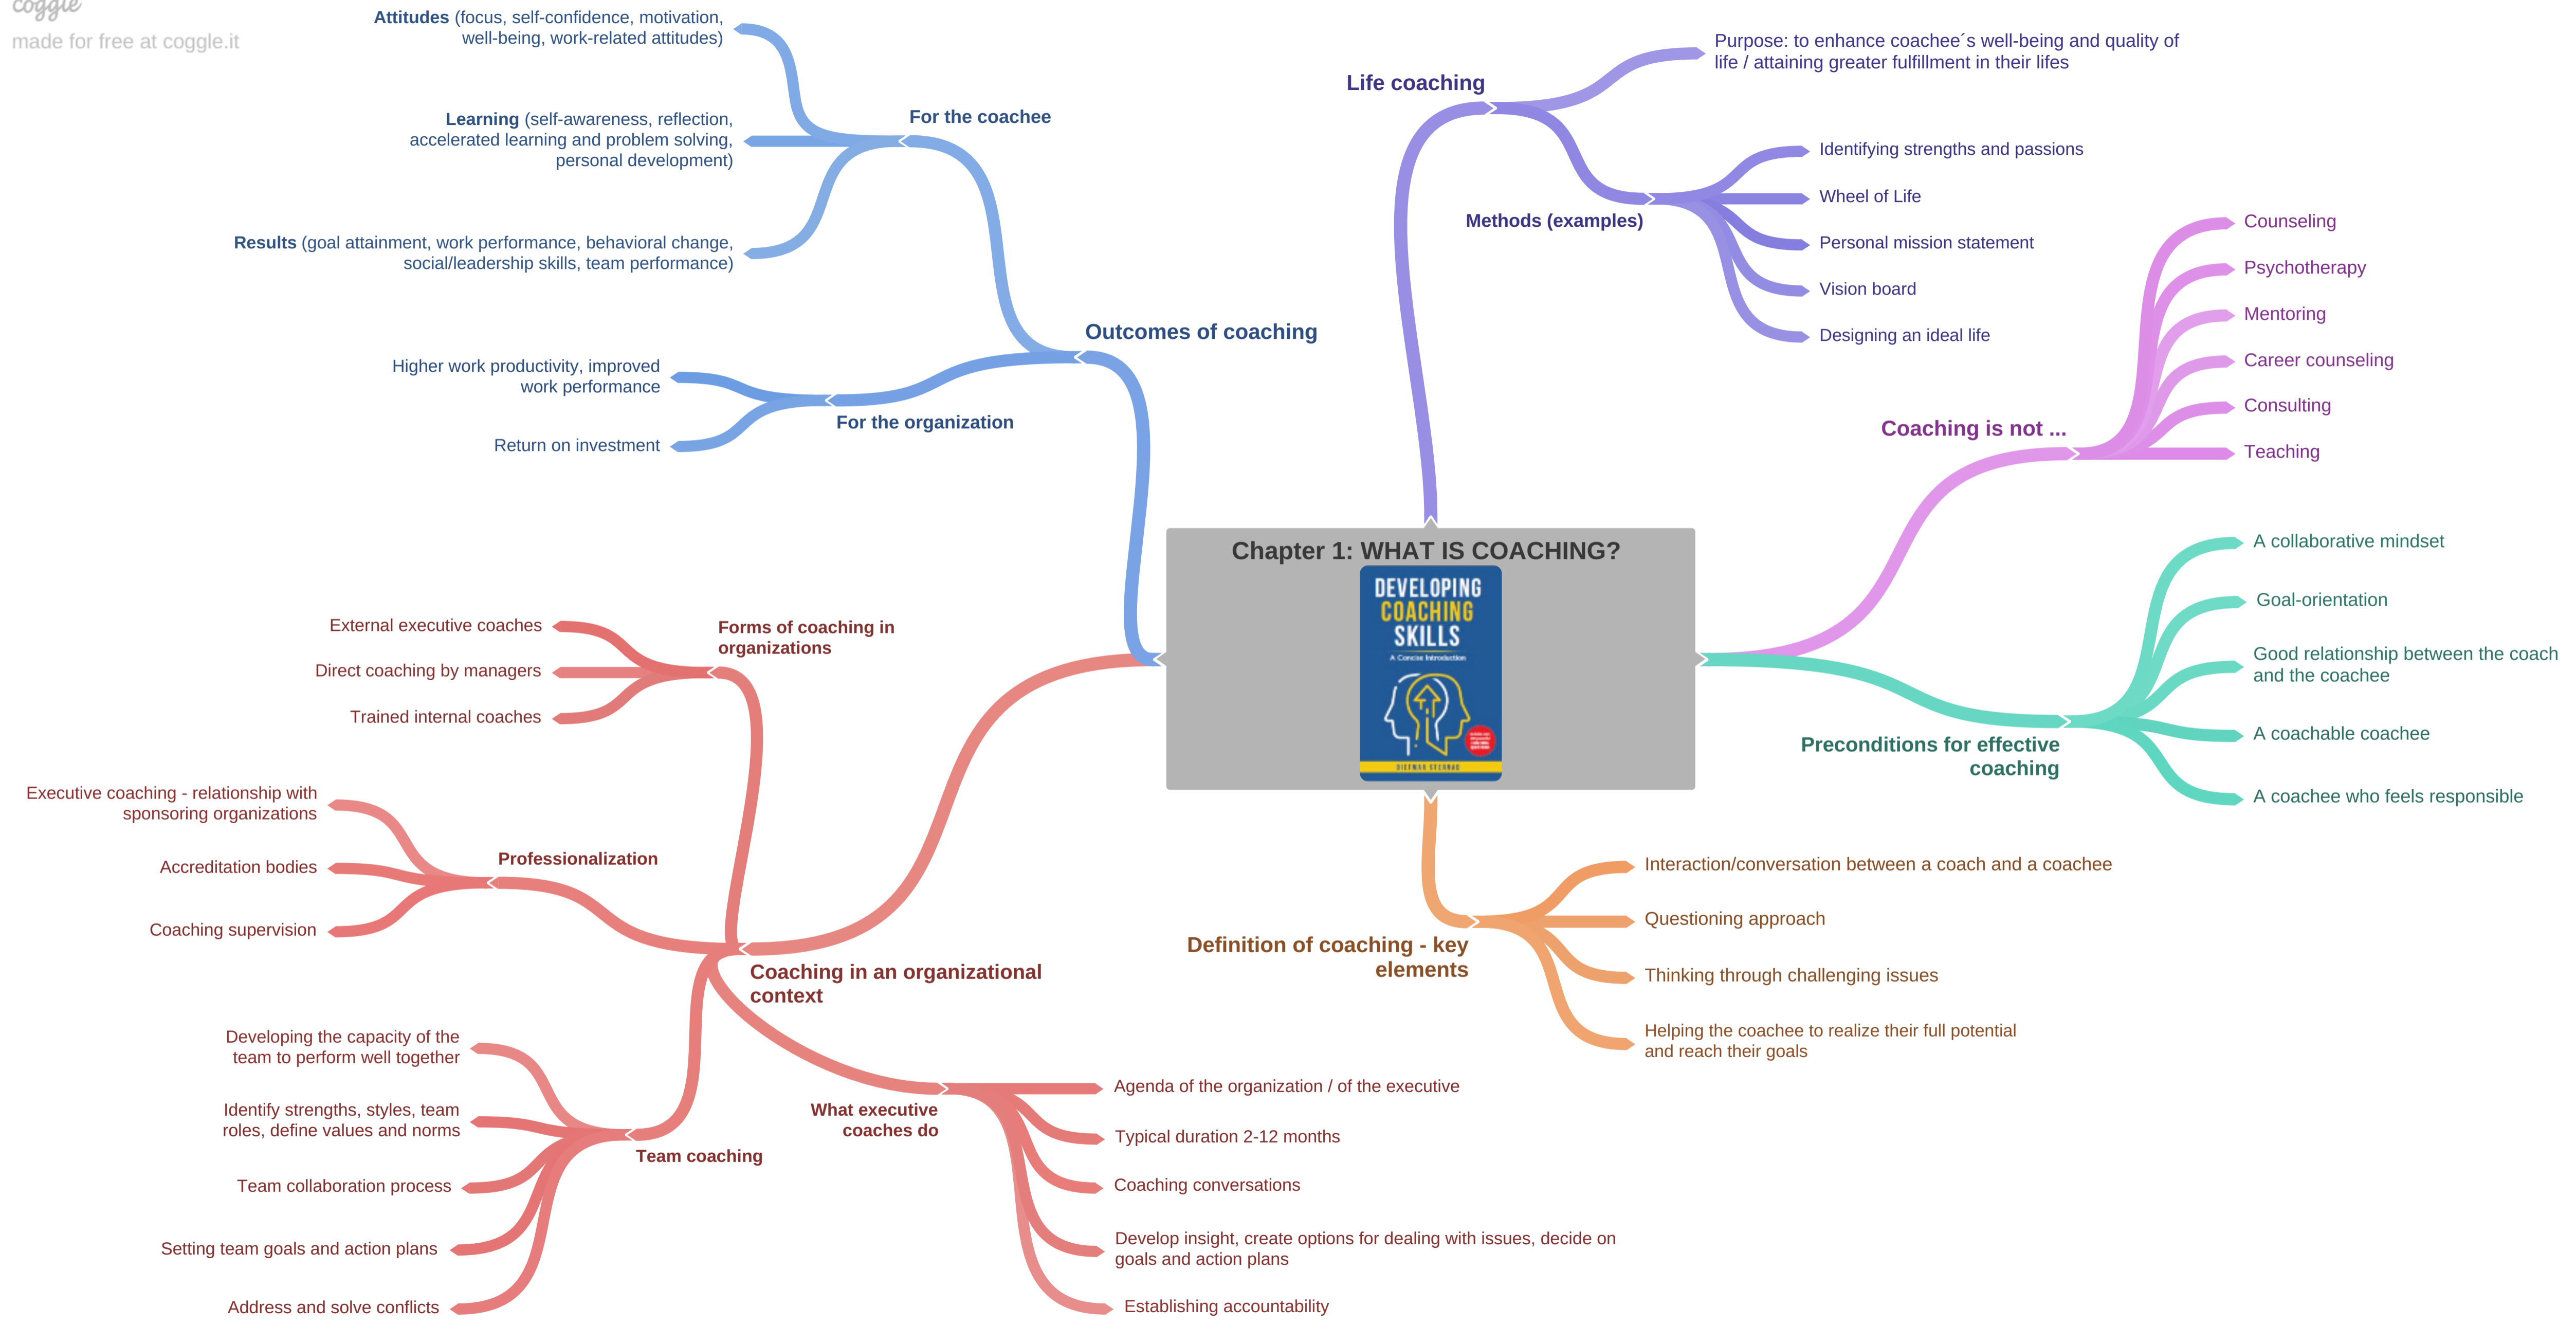 coggle
made for free at coggle.it
Attitudes (focus, self-confidence, motivation,
well-being, work-related attitudes)
Learning (self-awareness, reflection,
accelerated learning and problem solving,
personal development)
Results (goal attainment, work performance, behavioral change,
social/leadership skills, team performance)
For the coachee
Higher work productivity, improved
work performance
Return on investment
For the organization
Outcomes of coaching
Life coaching
Purpose: to enhance coachee´s well-being and quality of
life / attaining greater fulfillment in their lifes
Methods (examples)
Identifying strengths and passions
Wheel of Life
Personal mission statement
Vision board
Designing an ideal life
Coaching is not ...
Counseling
Psychotherapy
Mentoring
Career counseling
Consulting
Teaching
Chapter 1: WHAT IS COACHING?
DEVELOPING
COACHING
SKILLS
A Concise Introduction
DIETMAR STERNAD
Preconditions for effective
coaching
A collaborative mindset
Goal-orientation
Good relationship between the coach
and the coachee
A coachable coachee
A coachee who feels responsible
Definition of coaching - key
elements
Interaction/conversation between a coach and a coachee
Questioning approach
Thinking through challenging issues
Helping the coachee to realize their full potential
and reach their goals
Coaching in an organizational
context
Forms of coaching in
organizations
External executive coaches
Direct coaching by managers
Trained internal coaches
Professionalization
Executive coaching - relationship with
sponsoring organizations
Accreditation bodies
Coaching supervision
Team coaching
Developing the capacity of the
team to perform well together
Identify strengths, styles, team
roles, define values and norms
Team collaboration process
Setting team goals and action plans
Address and solve conflicts
What executive
coaches do
Agenda of the organization / of the executive
Typical duration 2-12 months
Coaching conversations
Develop insight, create options for dealing with issues, decide on
goals and action plans
Establishing accountability